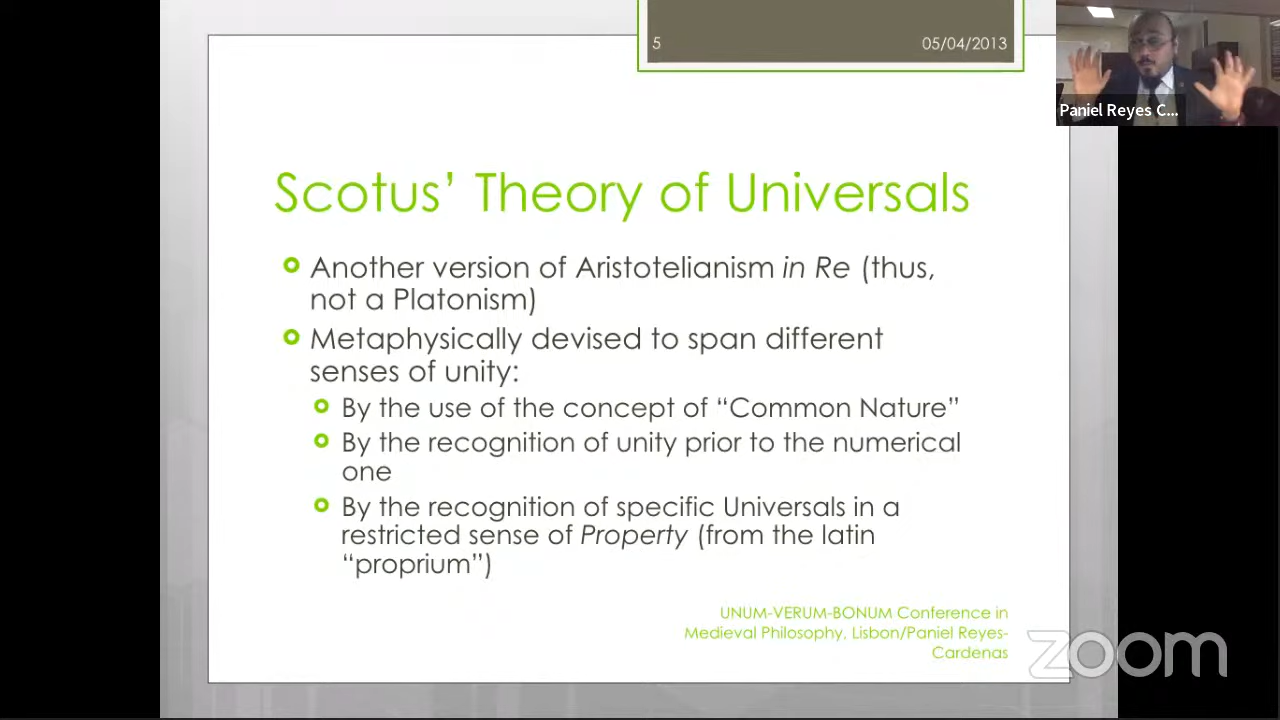 5
05/04/2013
Paniel Reyes C...
Scotus’ Theory of Universals
Another version of Aristotelianism in Re (thus,
not a Platonism)
Metaphysically devised to span different
senses of unity:
By the use of the concept of “Common Nature”
By the recognition of unity prior to the numerical
one
By the recognition of specific Universals in a
restricted sense of Property (from the latin
“proprium”)
UNUM-VERUM-BONUM Conference in
Medieval Philosophy, Lisbon/Paniel Reyes-
Cardenas
zoom